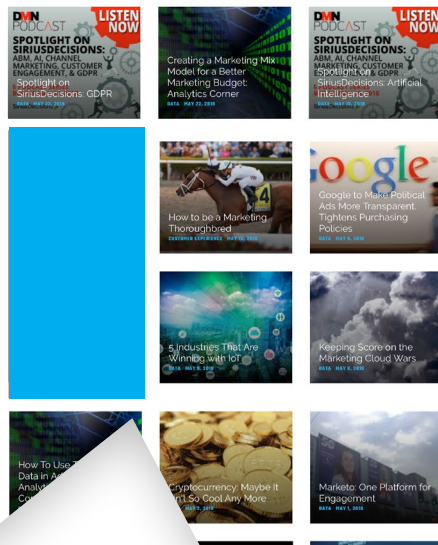 DMN
PODCAST
LISTEN
NOW
SPOTLIGHT ON
SIRIUSDECISIONS:
ABM, AI, CHANNEL
MARKETING, CUSTOMER
ENGAGEMENT, & GDPR
Spotlight on
SiriusDecisions: GDPR
DATA MAY 23, 2018
Creating a Marketing Mix
Model for a Better
Marketing Budget:
Analytics Corner
DATA MAY 22, 2018
DMN
PODCAST
LISTEN
NOW
SPOTLIGHT ON
SIRIUSDECISIONS:
ABM, AI, CHANNEL
MARKETING, CUSTOMER
ENGAGEMENT, & GDPR
Spotlight on
SiriusDecisions: Artificial
Intelligence
DATA
4
How to be a Marketing
Thoroughbred
CUSTOMER EXPERIENCE
Google
Google to Make Political
Ads More Transparent,
Tightens Purchasing
Policies
DATA MAY 8, 2018
5 Industries That Are
Winning with IoT
DATA MAY 8, 2018
Keeping Score on the
Marketing Cloud Wars
DATA MAY 8, 2018
How To Use
Data in
Cryptocurrency: Maybe It
Isn't So Cool Any More
MAY 2, 2018
Marketo: One Platform for
Engagement
DATA MAY 1, 2018